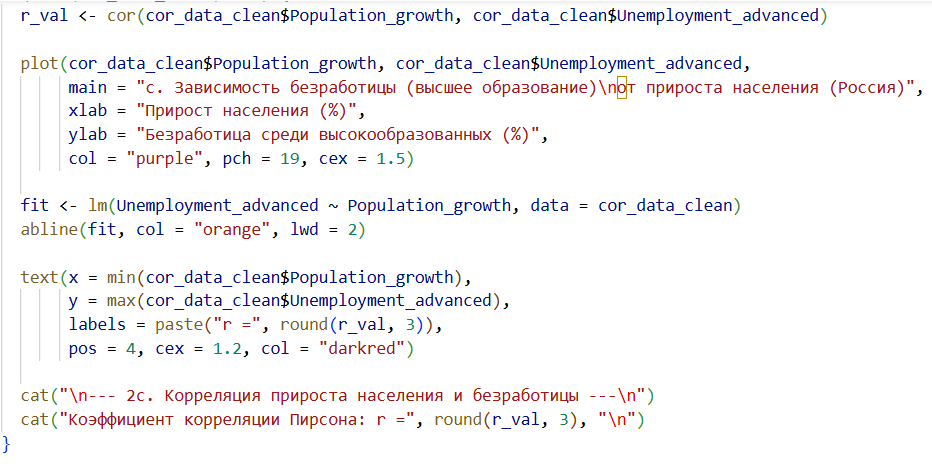 r_val <- cor(cor_data_clean$Population_growth, cor_data_clean$Unemployment_advanced)
plot(cor_data_clean$Population_growth, cor_data_clean$Unemployment_advanced,
main = "c. Зависимость безработицы (высшее образование)\nот прироста населения (Россия)",
xlab = "Прирост населения (%)",
ylab = "Безработица среди высокообразованных (%)",
col = "purple", pch = 19, cex = 1.5)
fit <- lm(Unemployment_advanced ~ Population_growth, data = cor_data_clean)
abline(fit, col = "orange", lwd = 2)
text(x = min(cor_data_clean$Population_growth),
y = max(cor_data_clean$Unemployment_advanced),
labels = paste("r =", round(r_val, 3)),
pos = 4, cex = 1.2, col = "darkred")
cat("\n--- 2c. Корреляция прироста населения и безработицы ---\n")
cat("Коэффициент корреляции Пирсона: r =", round(r_val, 3), "\n")
}